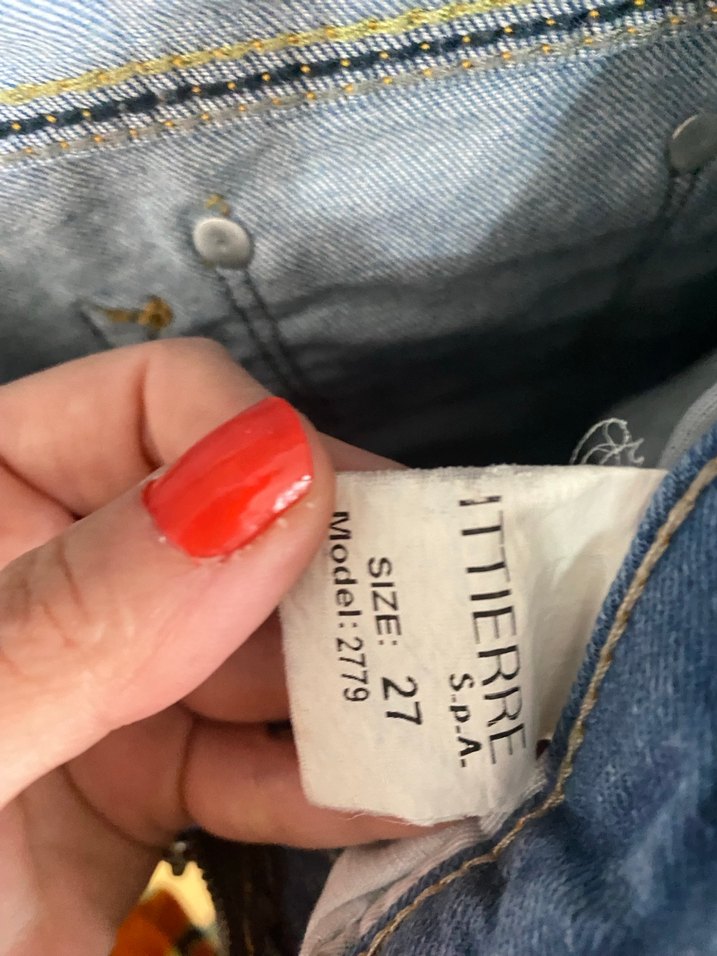 ITTIERRE
S.p.A.
SIZE: 27
Model: 2779